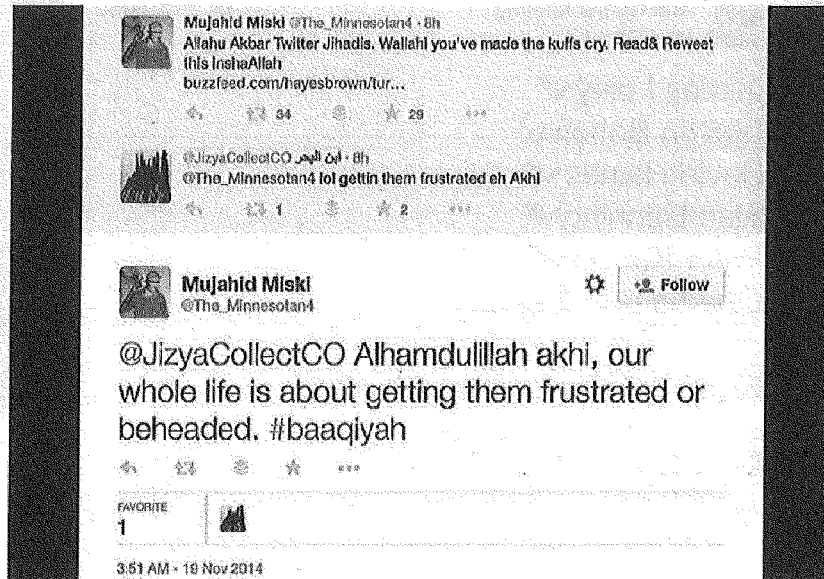 Mujahid Miski @The_Minnesotan4 · 8h
Allahu Akbar Twitter Jihadis. Wallahi you've made the kuffs cry. Read& Reweet
this InshaAllah
buzzfeed.com/hayesbrown/tur...
34 29
@JizyaCollectCO ابن البحر · 8h
@The_Minnesotan4 lol gettin them frustrated eh Akhi
1 2
Mujahid Miski
@The_Minnesotan4
Follow
@JizyaCollectCO Alhamdulillah akhi, our
whole life is about getting them frustrated or
beheaded. #baaqiyah
FAVORITE
1
3:51 AM - 19 Nov 2014